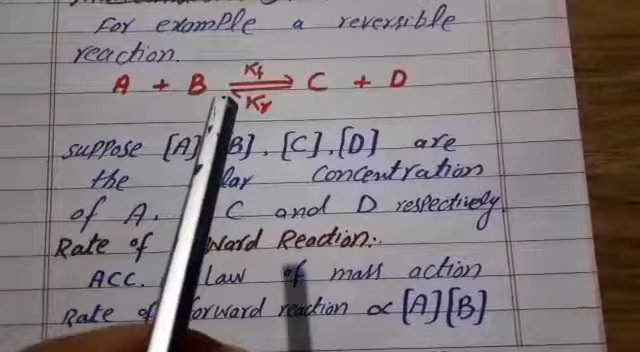 For example a reversible
reaction.
A + B ⇌ C + D
Kf
Kr
suppose [A] B], [C], [D] are
the lar concentration
of A. C and D respectively.
Rate of ward Reaction:.
ACC. law of mass action
Rate of forward reaction ∝ [A][B]